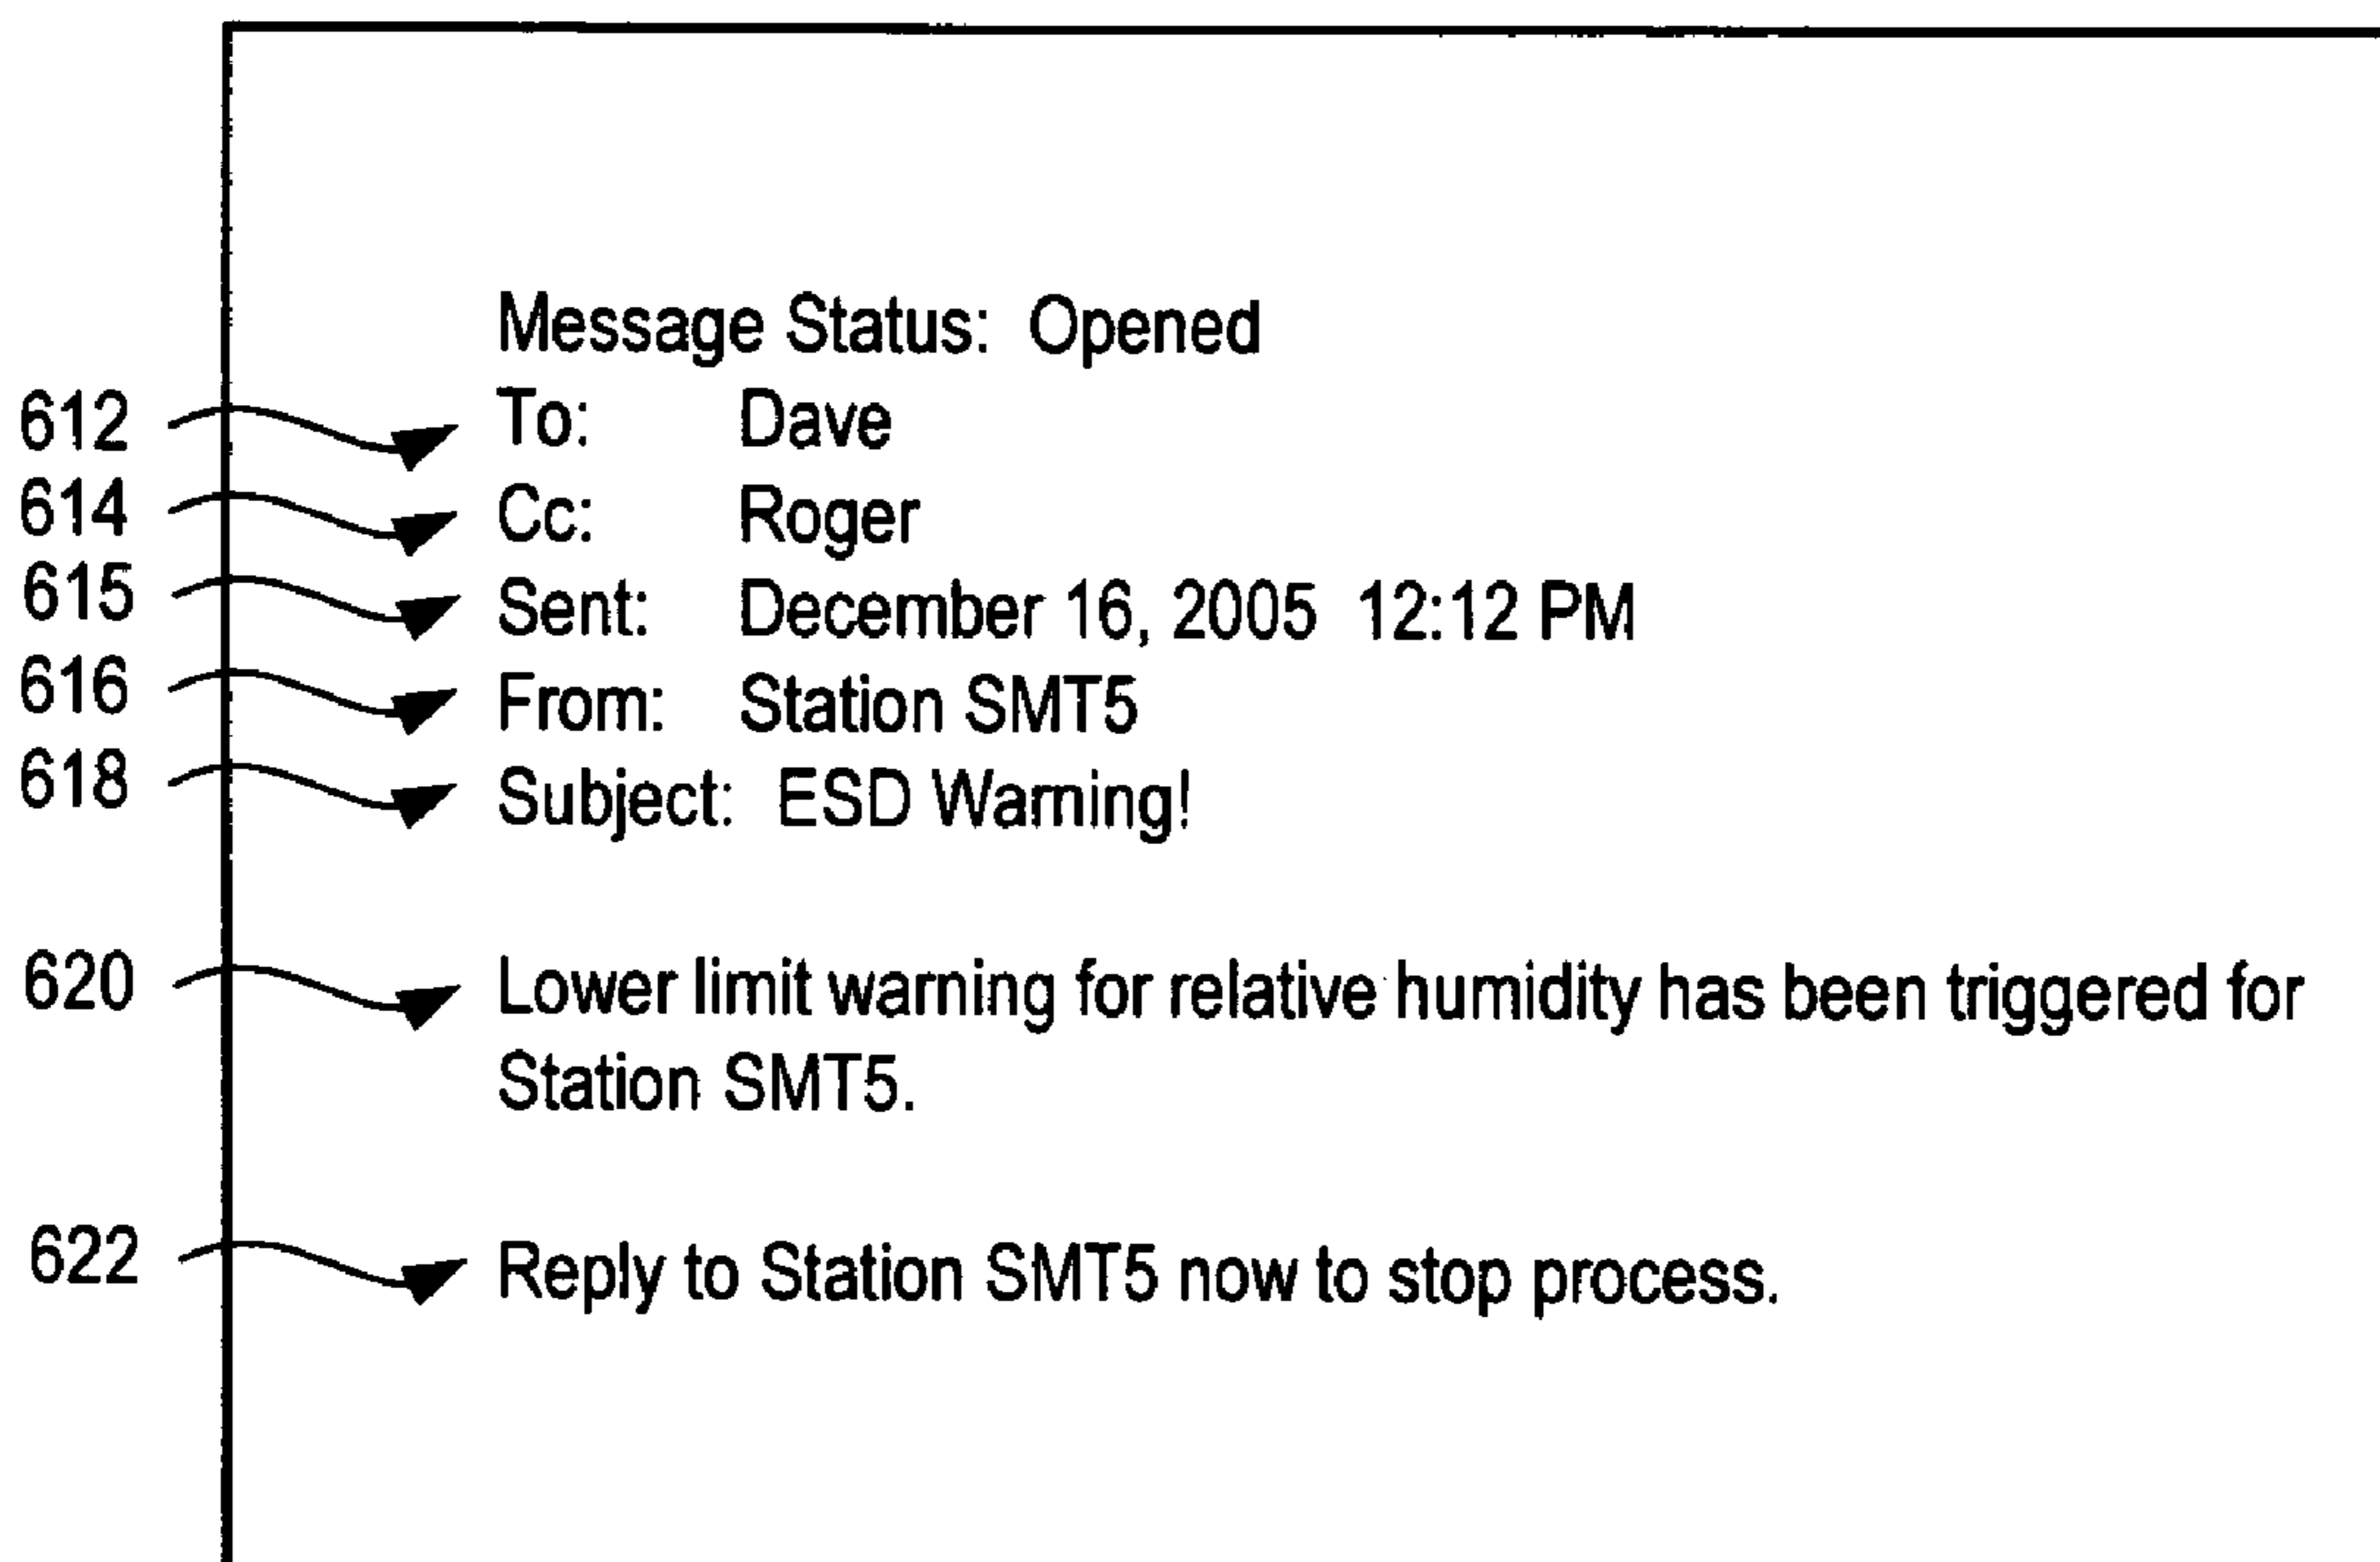 Message Status: Opened
612 To: Dave
614 Cc: Roger
615 Sent: December 16, 2005 12:12 PM
616 From: Station SMT5
618 Subject: ESD Warning!
620 Lower limit warning for relative humidity has been triggered for
Station SMT5.
622 Reply to Station SMT5 now to stop process.